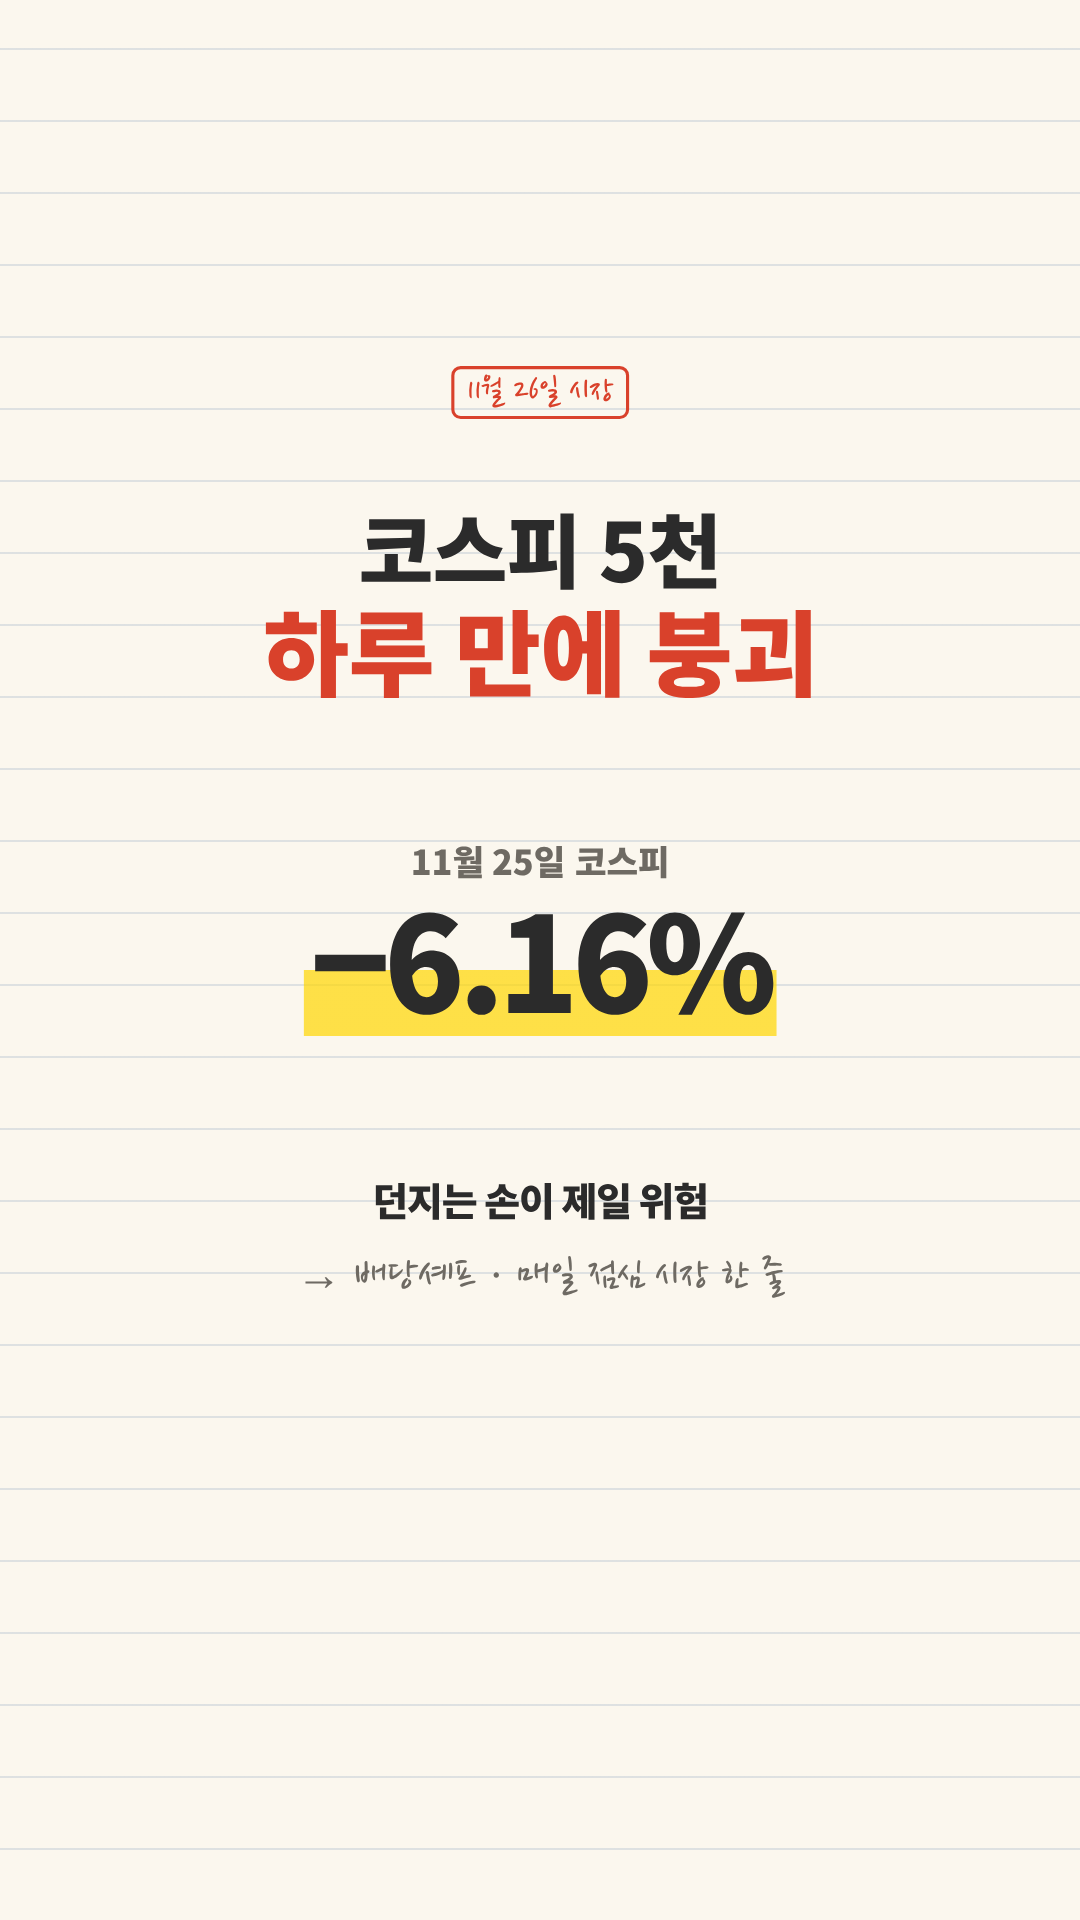 11월 26일 시장
코스피 5천
하루 만에 붕괴
11월 25일 코스피
−6.16%
던지는 손이 제일 위험
→ 배당셰프 · 매일 점심 시장 한 줄